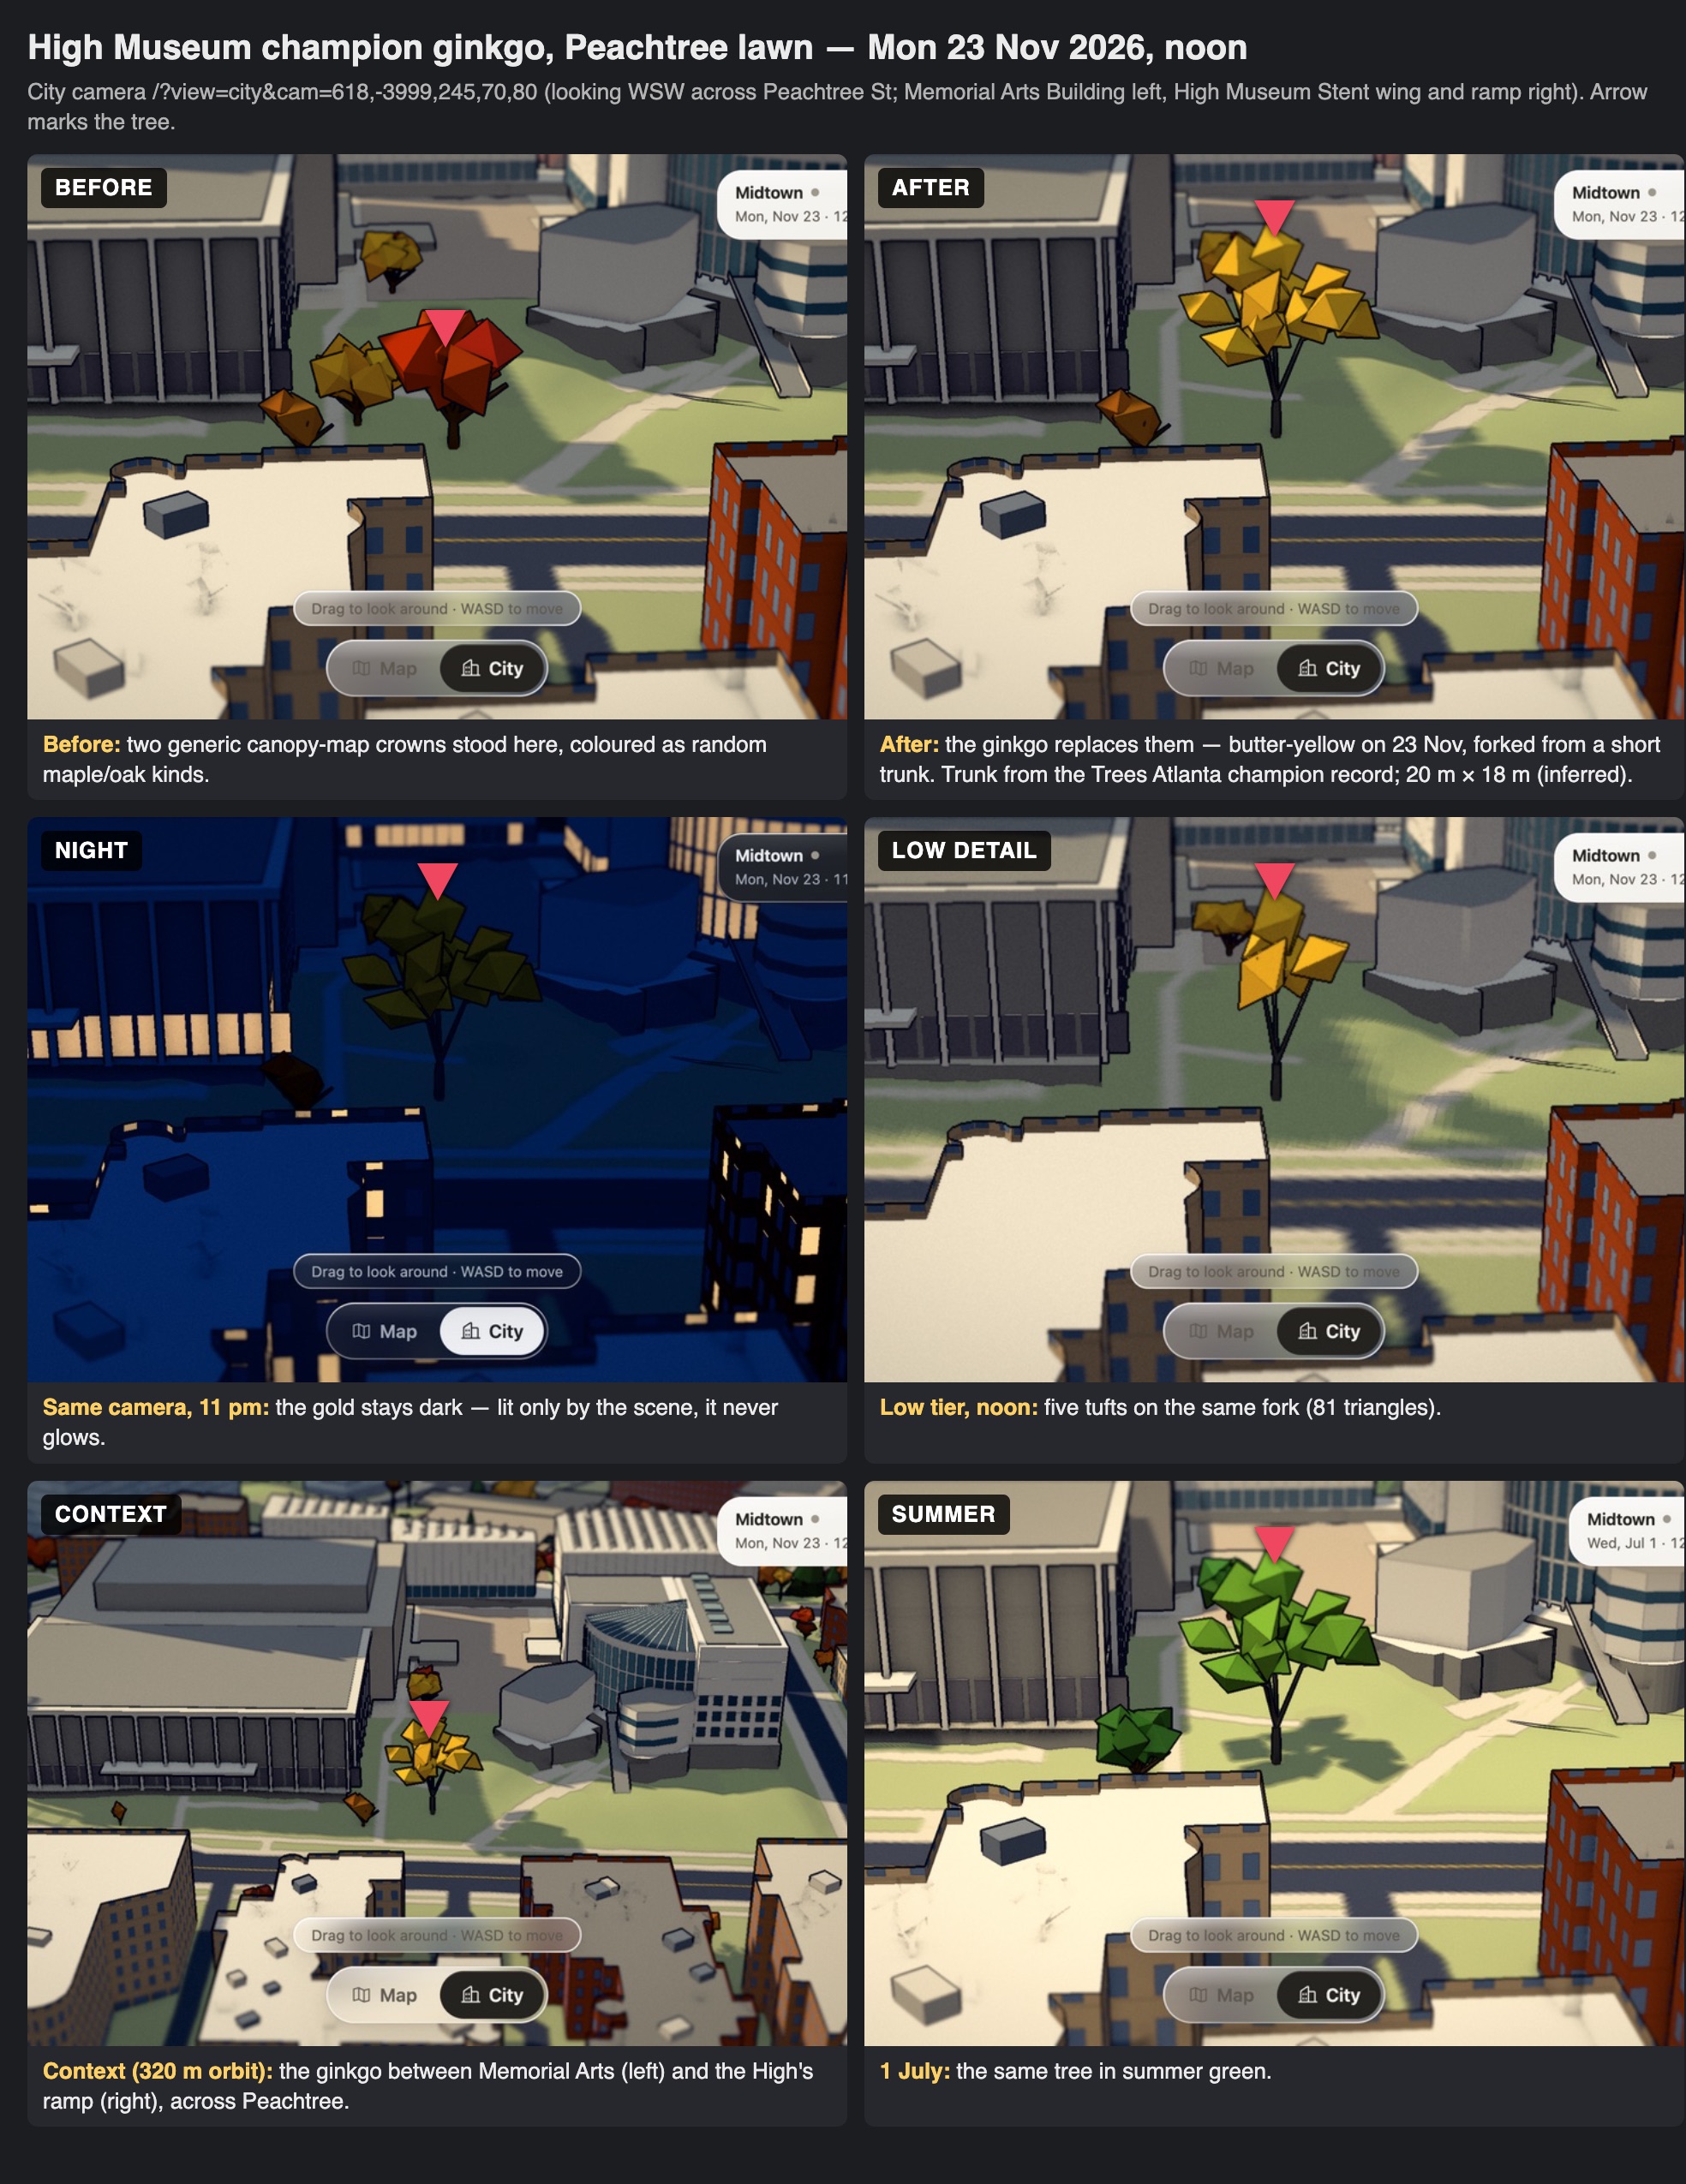 High Museum champion ginkgo, Peachtree lawn — Mon 23 Nov 2026, noon
City camera /?view=city&cam=618,-3999,245,70,80 (looking WSW across Peachtree St; Memorial Arts Building left, High Museum Stent wing and ramp right). Arrow
marks the tree.
BEFORE
Midtown
Mon, Nov 23 · 12
Drag to look around · WASD to move
Map
City
Before: two generic canopy-map crowns stood here, coloured as random
maple/oak kinds.
AFTER
Midtown
Mon, Nov 23 · 12
Drag to look around · WASD to move
Map
City
After: the ginkgo replaces them — butter-yellow on 23 Nov, forked from a short
trunk. Trunk from the Trees Atlanta champion record; 20 m × 18 m (inferred).
NIGHT
Midtown
Mon, Nov 23 · 11
Drag to look around · WASD to move
Map
City
Same camera, 11 pm: the gold stays dark — lit only by the scene, it never
glows.
LOW DETAIL
Midtown
Mon, Nov 23 · 12
Drag to look around · WASD to move
Map
City
Low tier, noon: five tufts on the same fork (81 triangles).
CONTEXT
Midtown
Mon, Nov 23 · 12
Drag to look around · WASD to move
Map
City
Context (320 m orbit): the ginkgo between Memorial Arts (left) and the High's
ramp (right), across Peachtree.
SUMMER
Midtown
Wed, Jul 1 · 12
Drag to look around · WASD to move
Map
City
1 July: the same tree in summer green.